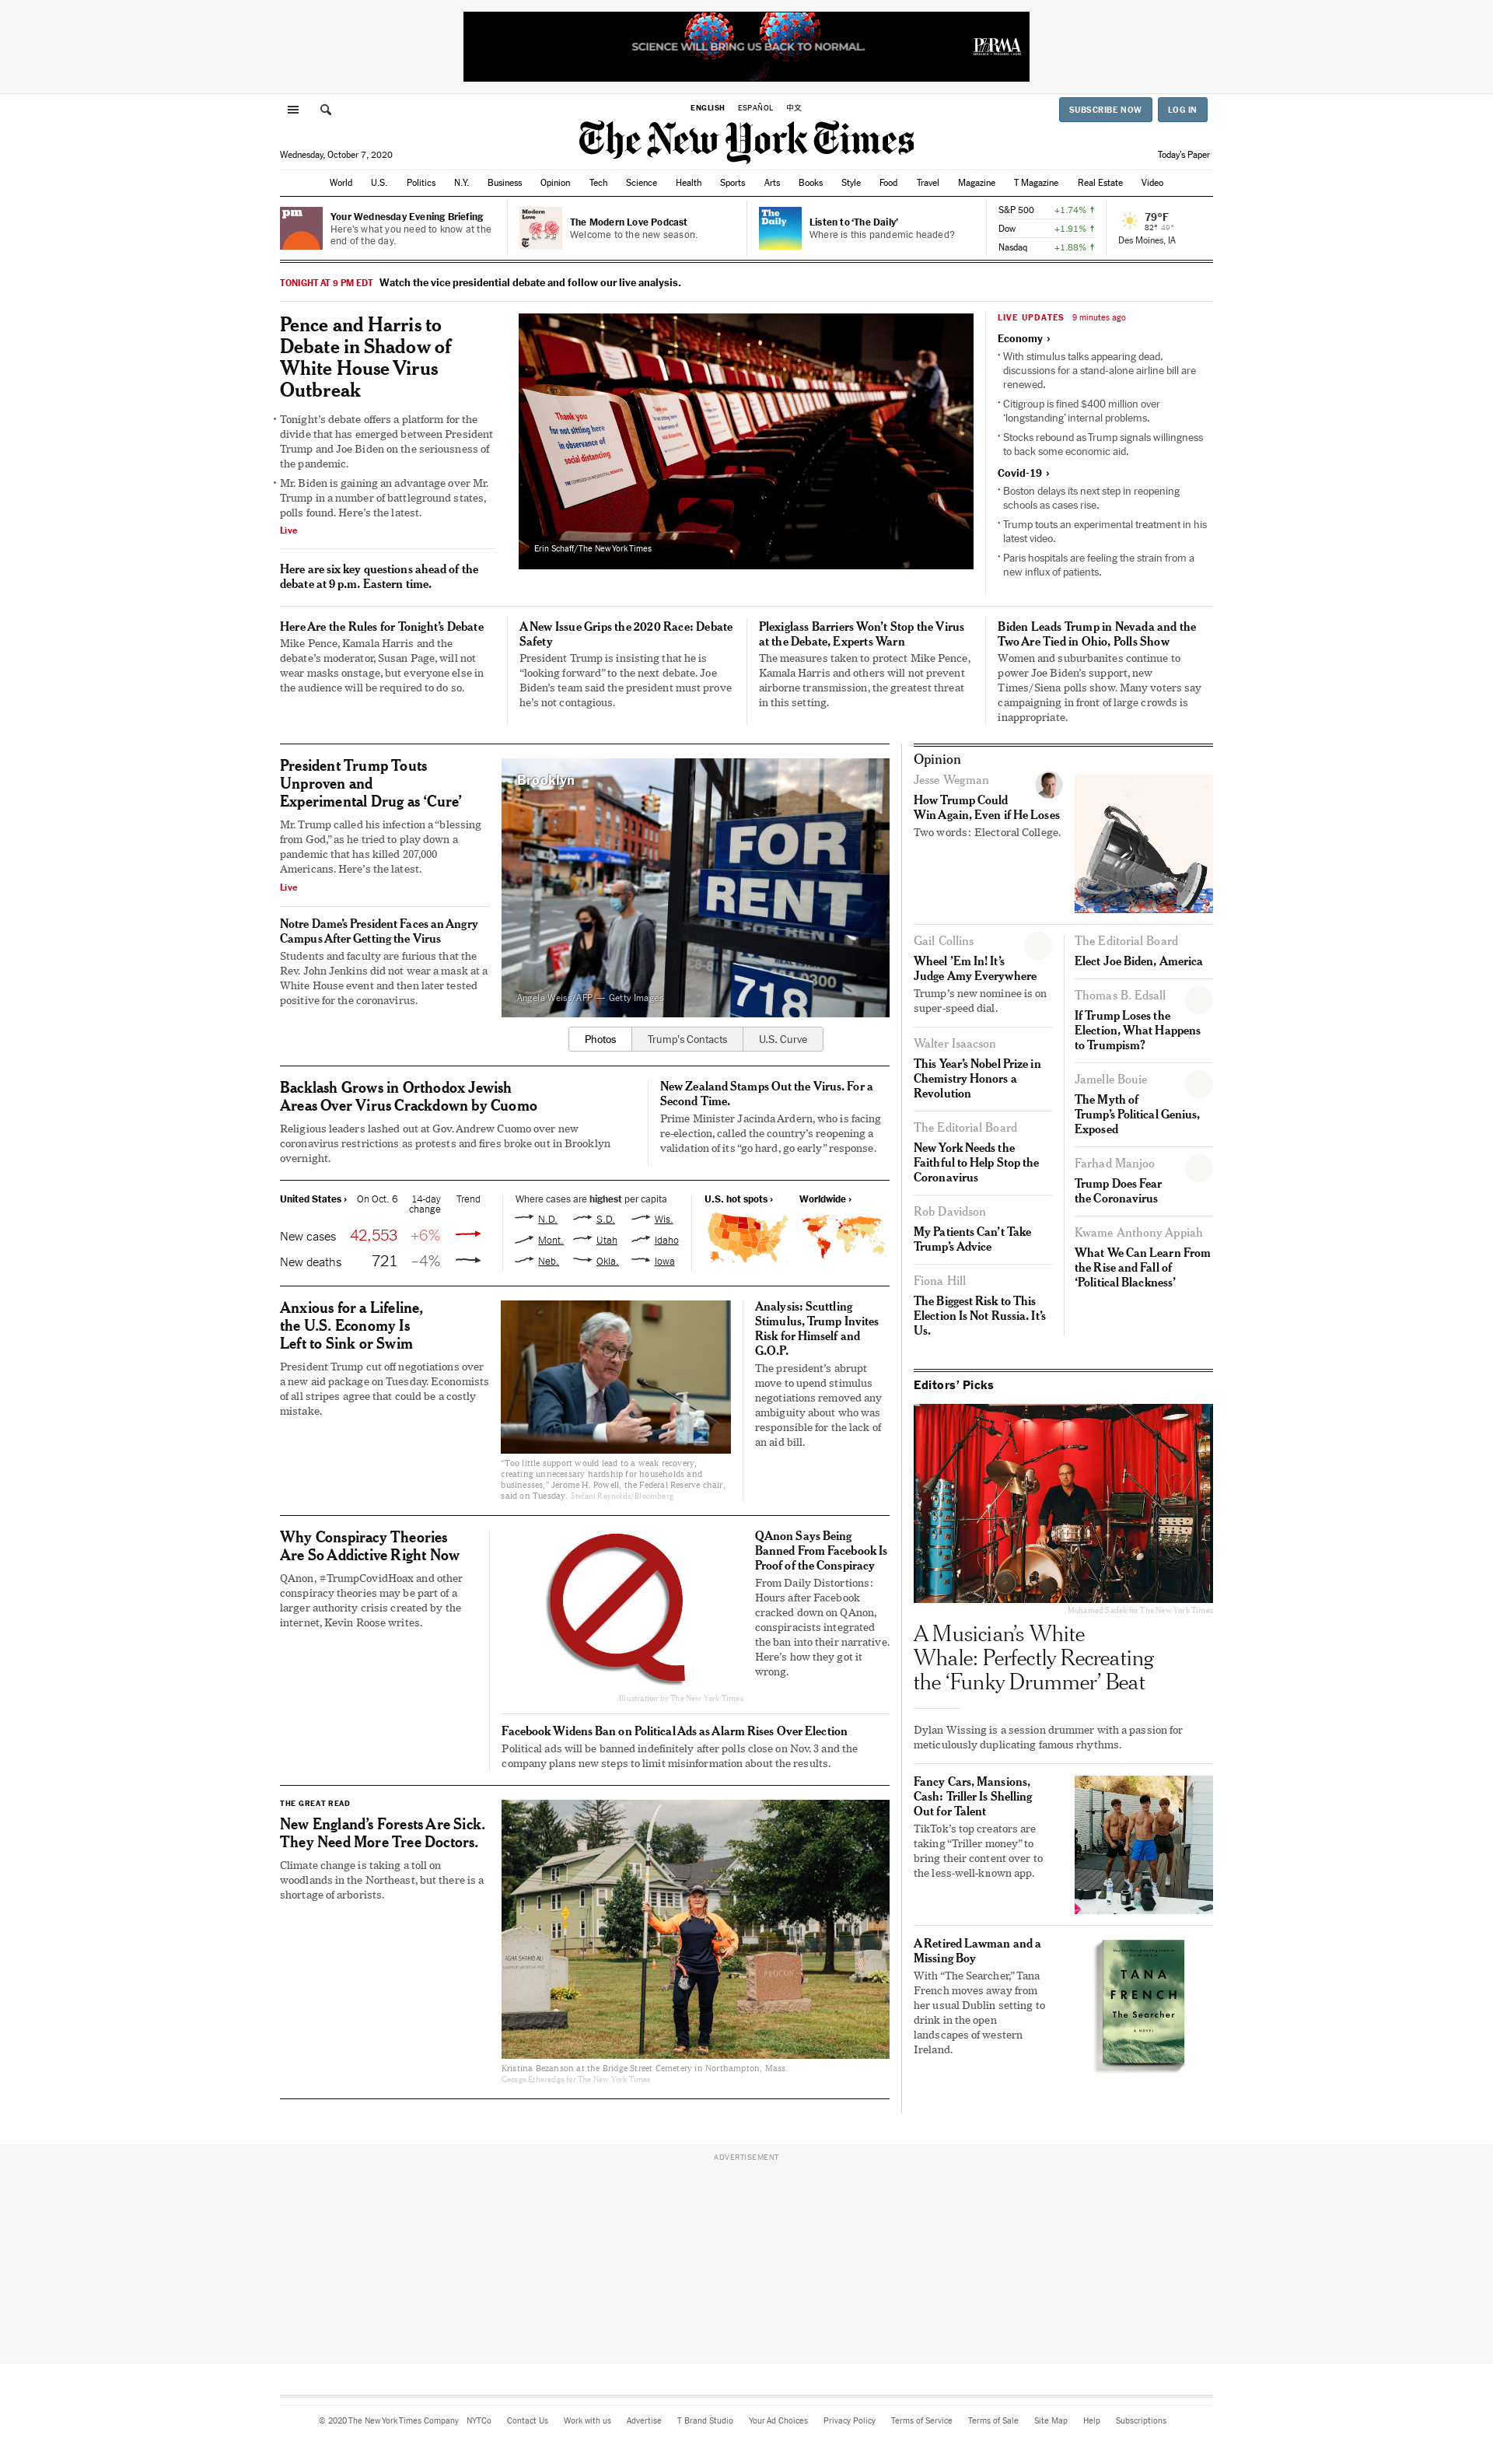 SCIENCE WILL BRING US BACK TO NORMAL.
PhRMA
ENGLISH ESPAÑOL 中文
SUBSCRIBE NOW LOG IN
The New York Times
Wednesday, October 7, 2020
Today's Paper
World U.S. Politics N.Y. Business Opinion Tech Science Health Sports Arts Books Style Food Travel Magazine T Magazine Real Estate Video
pm
Your Wednesday Evening Briefing
Here's what you need to know at the
end of the day.
Modern
Love
The Modern Love Podcast
Welcome to the new season.
The
Daily
Listen to ‘The Daily’
Where is this pandemic headed?
S&P 500 +1.74% ↑
Dow +1.91% ↑
Nasdaq +1.88% ↑
79°F
82° 49°
Des Moines, IA
TONIGHT AT 9 PM EDT Watch the vice presidential debate and follow our live analysis.
Pence and Harris to
Debate in Shadow of
White House Virus
Outbreak
• Tonight’s debate offers a platform for the
divide that has emerged between President
Trump and Joe Biden on the seriousness of
the pandemic.
• Mr. Biden is gaining an advantage over Mr.
Trump in a number of battleground states,
polls found. Here’s the latest.
Live
Here are six key questions ahead of the
debate at 9 p.m. Eastern time.
Thank you
for not sitting here
in observance of
social distancing
Erin Schaff/The New York Times
LIVE UPDATES 9 minutes ago
Economy ›
• With stimulus talks appearing dead,
discussions for a stand-alone airline bill are
renewed.
• Citigroup is fined $400 million over
‘longstanding’ internal problems.
• Stocks rebound as Trump signals willingness
to back some economic aid.
Covid-19 ›
• Boston delays its next step in reopening
schools as cases rise.
• Trump touts an experimental treatment in his
latest video.
• Paris hospitals are feeling the strain from a
new influx of patients.
Here Are the Rules for Tonight’s Debate
Mike Pence, Kamala Harris and the
debate’s moderator, Susan Page, will not
wear masks onstage, but everyone else in
the audience will be required to do so.
A New Issue Grips the 2020 Race: Debate
Safety
President Trump is insisting that he is
“looking forward” to the next debate. Joe
Biden’s team said the president must prove
he’s not contagious.
Plexiglass Barriers Won’t Stop the Virus
at the Debate, Experts Warn
The measures taken to protect Mike Pence,
Kamala Harris and others will not prevent
airborne transmission, the greatest threat
in this setting.
Biden Leads Trump in Nevada and the
Two Are Tied in Ohio, Polls Show
Women and suburbanites continue to
power Joe Biden’s support, new
Times/Siena polls show. Many voters say
campaigning in front of large crowds is
inappropriate.
President Trump Touts
Unproven and
Experimental Drug as ‘Cure’
Mr. Trump called his infection a “blessing
from God,” as he tried to play down a
pandemic that has killed 207,000
Americans. Here’s the latest.
Live
Notre Dame’s President Faces an Angry
Campus After Getting the Virus
Students and faculty are furious that the
Rev. John Jenkins did not wear a mask at a
White House event and then later tested
positive for the coronavirus.
Brooklyn
FOR
RENT
FOR
RENT
718
Angela Weiss/AFP — Getty Images
Photos Trump's Contacts U.S. Curve
Backlash Grows in Orthodox Jewish
Areas Over Virus Crackdown by Cuomo
Religious leaders lashed out at Gov. Andrew Cuomo over new
coronavirus restrictions as protests and fires broke out in Brooklyn
overnight.
New Zealand Stamps Out the Virus. For a
Second Time.
Prime Minister Jacinda Ardern, who is facing
re-election, called the country’s reopening a
validation of its “go hard, go early” response.
United States › On Oct. 6 14-day change Trend
New cases 42,553 +6%
New deaths 721 –4%
Where cases are highest per capita
N.D. S.D. Wis.
Mont. Utah Idaho
Neb. Okla. Iowa
U.S. hot spots › Worldwide ›
Anxious for a Lifeline,
the U.S. Economy Is
Left to Sink or Swim
President Trump cut off negotiations over
a new aid package on Tuesday. Economists
of all stripes agree that could be a costly
mistake.
“Too little support would lead to a weak recovery,
creating unnecessary hardship for households and
businesses,” Jerome H. Powell, the Federal Reserve chair,
said on Tuesday. Stefani Reynolds/Bloomberg
Analysis: Scuttling
Stimulus, Trump Invites
Risk for Himself and
G.O.P.
The president’s abrupt
move to upend stimulus
negotiations removed any
ambiguity about who was
responsible for the lack of
an aid bill.
Why Conspiracy Theories
Are So Addictive Right Now
QAnon, #TrumpCovidHoax and other
conspiracy theories may be part of a
larger authority crisis created by the
internet, Kevin Roose writes.
Illustration by The New York Times
QAnon Says Being
Banned From Facebook Is
Proof of the Conspiracy
From Daily Distortions:
Hours after Facebook
cracked down on QAnon,
conspiracists integrated
the ban into their narrative.
Here’s how they got it
wrong.
Facebook Widens Ban on Political Ads as Alarm Rises Over Election
Political ads will be banned indefinitely after polls close on Nov. 3 and the
company plans new steps to limit misinformation about the results.
THE GREAT READ
New England’s Forests Are Sick.
They Need More Tree Doctors.
Climate change is taking a toll on
woodlands in the Northeast, but there is a
shortage of arborists.
Kristina Bezanson at the Bridge Street Cemetery in Northampton, Mass.
George Etheredge for The New York Times
Opinion
Jesse Wegman
How Trump Could
Win Again, Even if He Loses
Two words: Electoral College.
Gail Collins
Wheel ’Em In! It’s
Judge Amy Everywhere
Trump’s new nominee is on
super-speed dial.
Walter Isaacson
This Year’s Nobel Prize in
Chemistry Honors a
Revolution
The Editorial Board
New York Needs the
Faithful to Help Stop the
Coronavirus
Rob Davidson
My Patients Can’t Take
Trump’s Advice
Fiona Hill
The Biggest Risk to This
Election Is Not Russia. It’s
Us.
The Editorial Board
Elect Joe Biden, America
Thomas B. Edsall
If Trump Loses the
Election, What Happens
to Trumpism?
Jamelle Bouie
The Myth of
Trump’s Political Genius,
Exposed
Farhad Manjoo
Trump Does Fear
the Coronavirus
Kwame Anthony Appiah
What We Can Learn From
the Rise and Fall of
‘Political Blackness’
Editors’ Picks
Mohamed Sadek for The New York Times
A Musician’s White
Whale: Perfectly Recreating
the ‘Funky Drummer’ Beat
Dylan Wissing is a session drummer with a passion for
meticulously duplicating famous rhythms.
Fancy Cars, Mansions,
Cash: Triller Is Shelling
Out for Talent
TikTok’s top creators are
taking “Triller money” to
bring their content over to
the less-well-known app.
A Retired Lawman and a
Missing Boy
With “The Searcher,” Tana
French moves away from
her usual Dublin setting to
drink in the open
landscapes of western
Ireland.
TANA
FRENCH
The Searcher
A NOVEL
ADVERTISEMENT
© 2020 The New York Times Company NYTCo Contact Us Work with us Advertise T Brand Studio Your Ad Choices Privacy Policy Terms of Service Terms of Sale Site Map Help Subscriptions